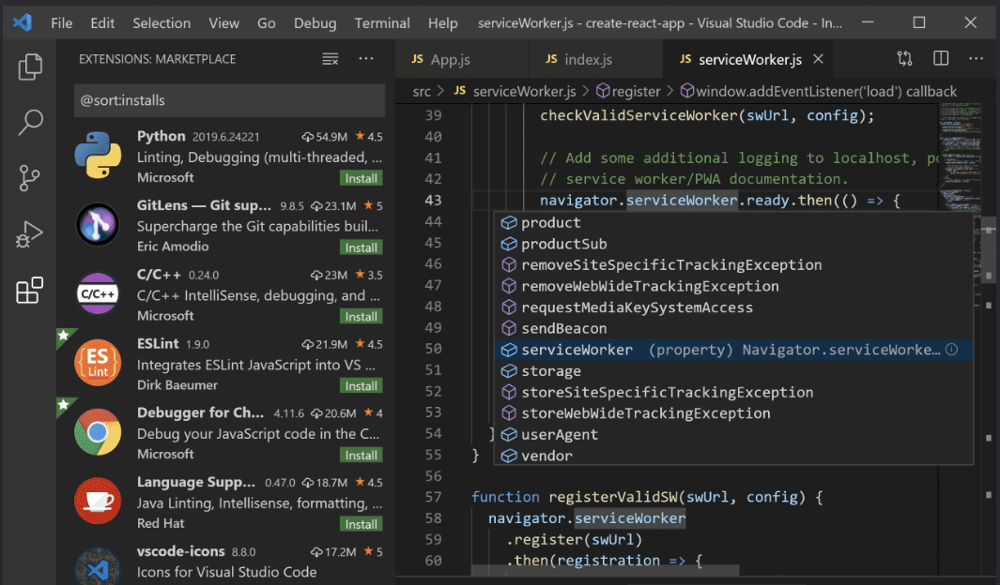 File Edit Selection View Go Debug Terminal Help serviceWorker.js - create-react-app - Visual Studio Code - In...
EXTENSIONS: MARKETPLACE
@sort:installs
Python 2019.6.24221 54.9M 4.5
Linting, Debugging (multi-threaded, ...
Microsoft Install
GitLens — Git sup... 9.8.5 23.1M 5
Supercharge the Git capabilities buil...
Eric Amodio Install
C/C++
C/C++ 0.24.0 23M 3.5
C/C++ IntelliSense, debugging, and ...
Microsoft Install
ES
Lint
ESLint 1.9.0 21.9M 4.5
Integrates ESLint JavaScript into VS ...
Dirk Baeumer Install
Debugger for Ch... 4.11.6 20.6M 4
Debug your JavaScript code in the C...
Microsoft Install
Language Supp... 0.47.0 18.7M 4.5
Java Linting, Intellisense, formatting, ...
Red Hat Install
vscode-icons 8.8.0 17.2M 5
Icons for Visual Studio Code
JS App.js JS index.js JS serviceWorker.js
src > JS serviceWorker.js > register > window.addEventListener('load') callback
39 checkValidServiceWorker(swUrl, config);
40
41 // Add some additional logging to localhost, po
42 // service worker/PWA documentation.
43 navigator.serviceWorker.ready.then(() => {
44 product
45 productSub
46 removeSiteSpecificTrackingException
47 removeWebWideTrackingException
48 requestMediaKeySystemAccess
49 sendBeacon
50 serviceWorker (property) Navigator.serviceWorke...
51 storage
52 storeSiteSpecificTrackingException
53 storeWebWideTrackingException
54 } userAgent
55 } vendor
56
57 function registerValidSW(swUrl, config) {
58 navigator.serviceWorker
59 .register(swUrl)
60 .then(registration => {